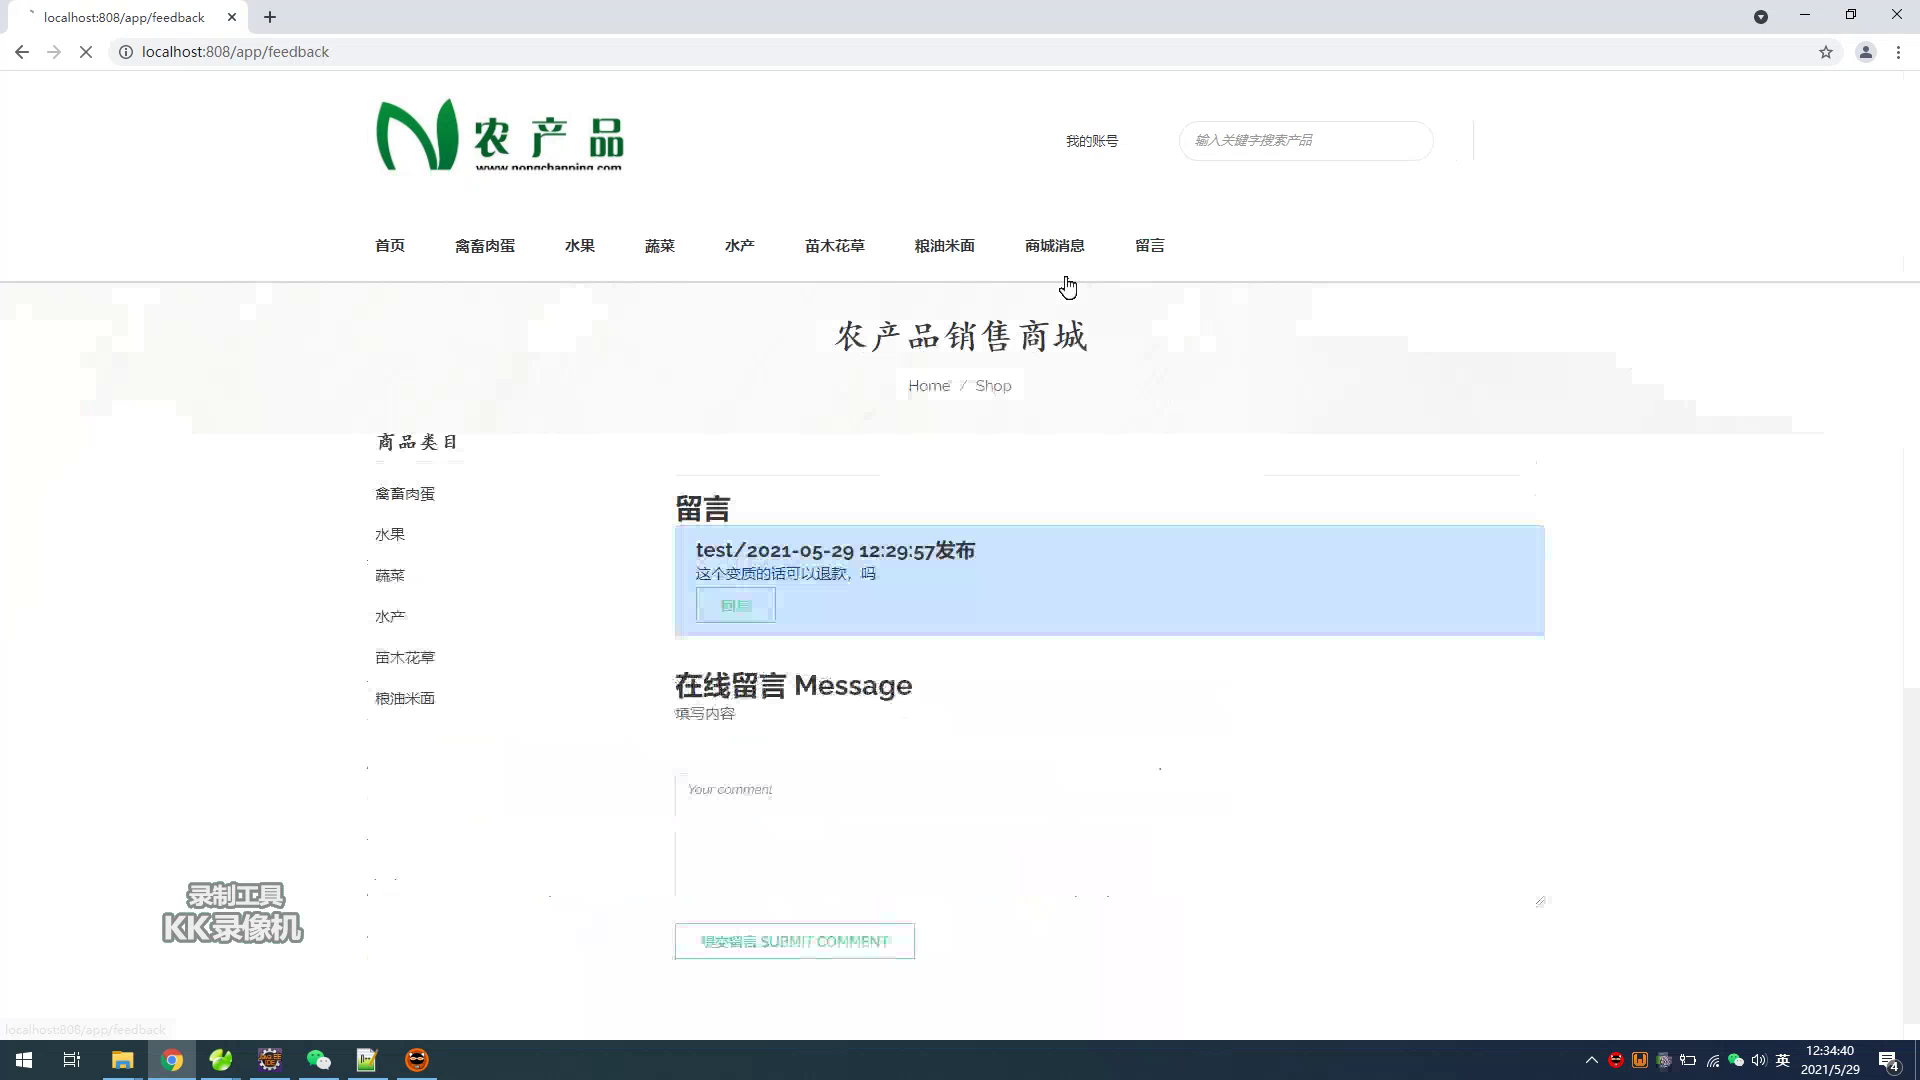 localhost:808/app/feedback
localhost:808/app/feedback
农产品
www.nongchanping.com
我的账号
输入关键字搜索产品
首页
禽畜肉蛋
水果
蔬菜
水产
苗木花草
粮油米面
商城消息
留言
农产品销售商城
Home / Shop
商品类目
禽畜肉蛋
水果
蔬菜
水产
苗木花草
粮油米面
留言
test/2021-05-29 12:29:57发布
这个变质的话可以退款，吗
回复
在线留言 Message
填写内容
Your comment
提交留言 SUBMIT COMMENT
录制工具
KK录像机
localhost:808/app/feedback
英
12:34:40
2021/5/29
4